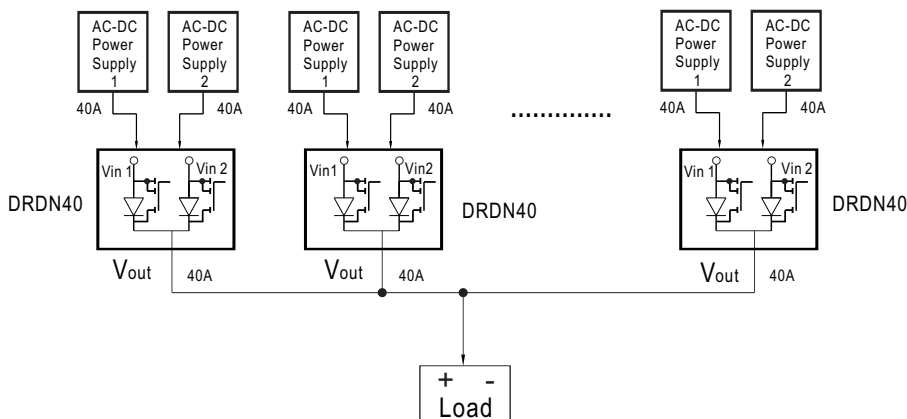 AC-DC
Power
Supply
1
AC-DC
Power
Supply
2
AC-DC
Power
Supply
1
AC-DC
Power
Supply
2
AC-DC
Power
Supply
1
AC-DC
Power
Supply
2
40A
40A
40A
40A
40A
40A
Vin 1
Vin 2
Vin1
Vin2
Vin 1
Vin 2
DRDN40
DRDN40
DRDN40
Vout
40A
Vout
40A
Vout
40A
+ -
Load